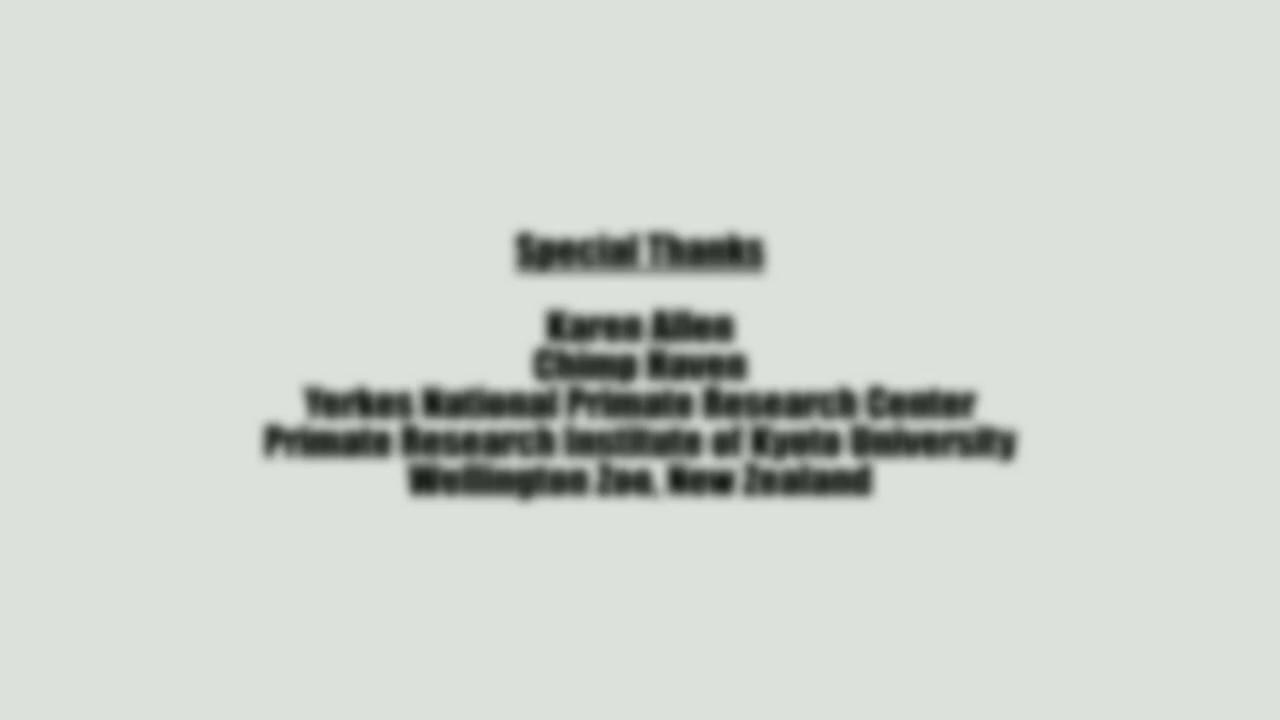 Special Thanks
Karen Allen
Chimp Haven
Yerkes National Primate Research Center
Primate Research Institute of Kyoto University
Wellington Zoo, New Zealand